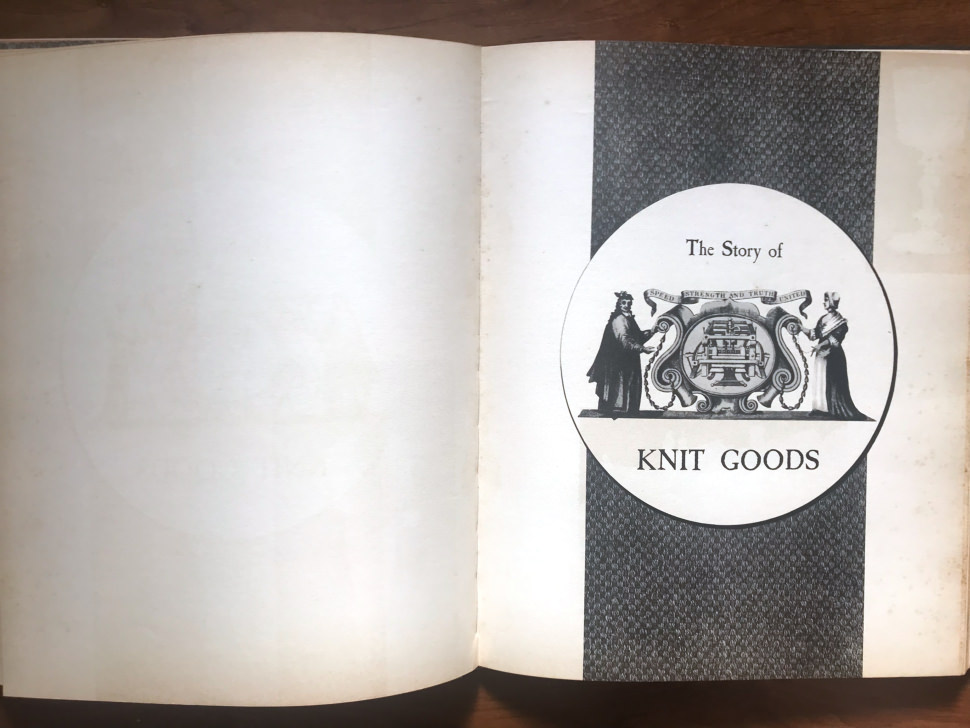 The Story of
SPEED STRENGTH AND TRUTH UNITED
KNIT GOODS